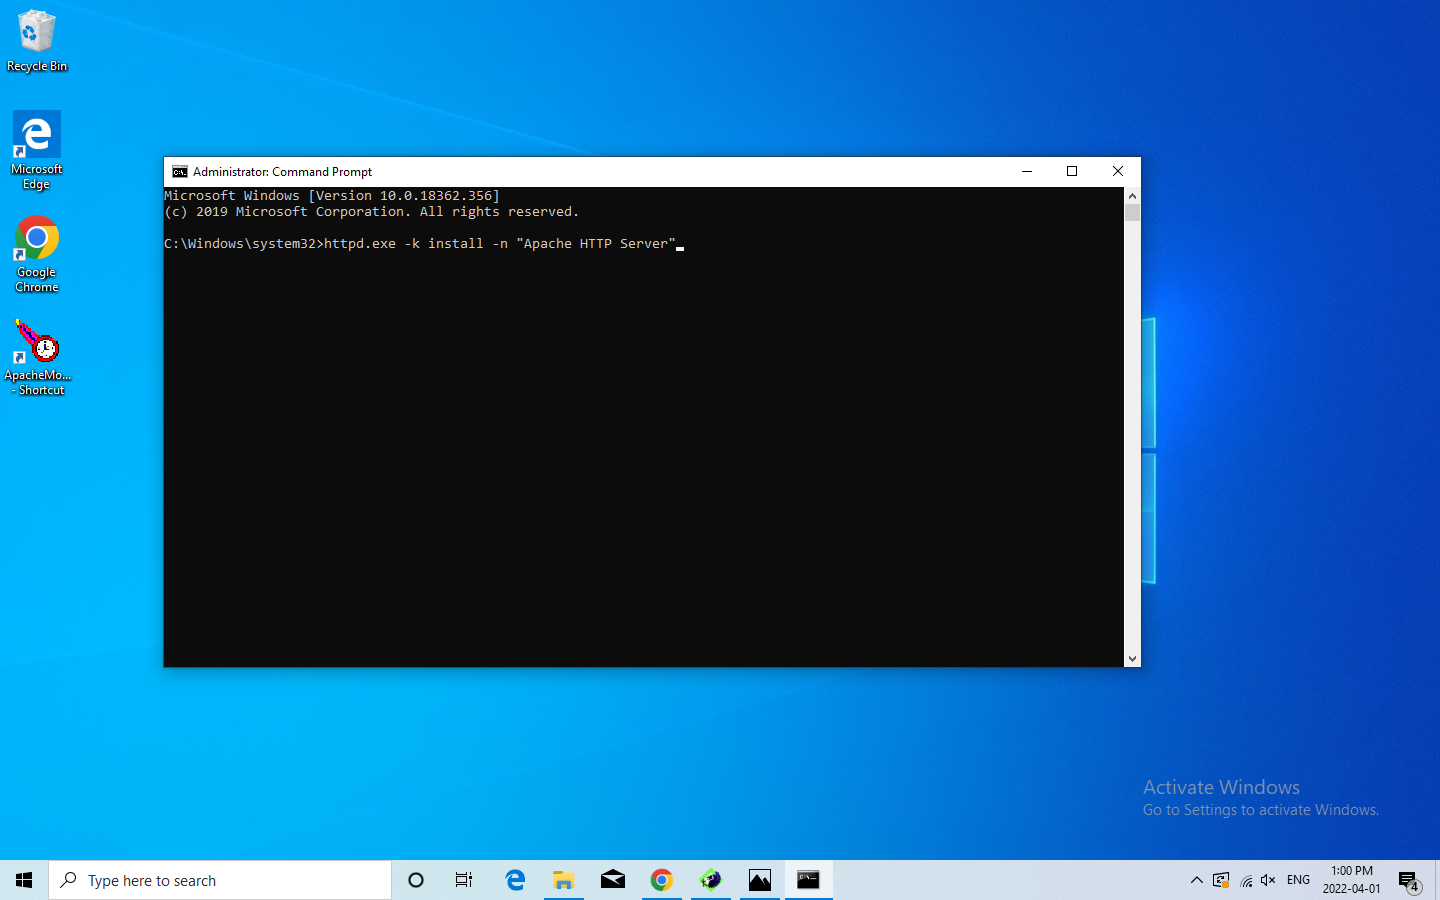 Recycle Bin
Microsoft
Edge
Google
Chrome
ApacheMo...
- Shortcut
Administrator: Command Prompt
Microsoft Windows [Version 10.0.18362.356]
(c) 2019 Microsoft Corporation. All rights reserved.
C:\Windows\system32>httpd.exe -k install -n "Apache HTTP Server"
Activate Windows
Go to Settings to activate Windows.
Type here to search
ENG
1:00 PM
2022-04-01
4